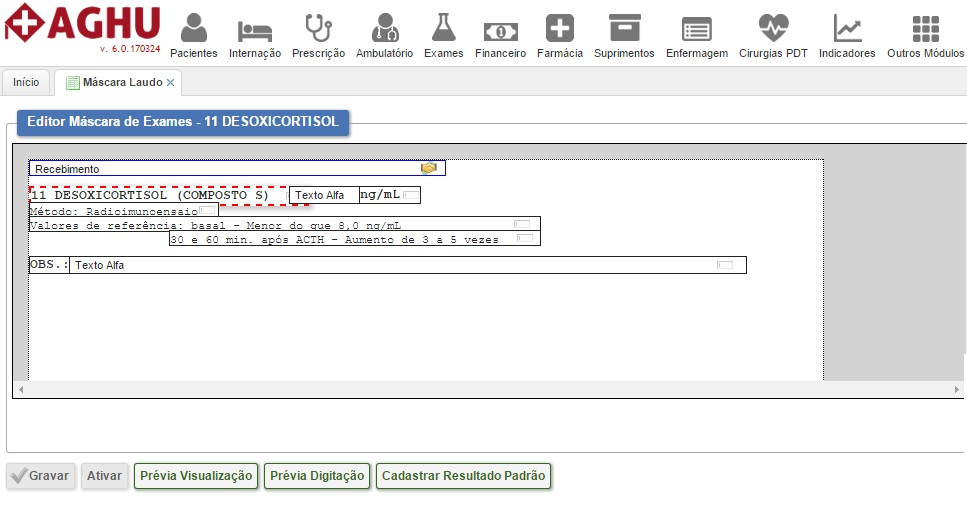 AGHU
v. 6.0.170324
Pacientes Internação Prescrição Ambulatório Exames Financeiro Farmácia Suprimentos Enfermagem Cirurgias PDT Indicadores Outros Módulos
Início Máscara Laudo ×
Editor Máscara de Exames - 11 DESOXICORTISOL
Recebimento
11 DESOXICORTISOL (COMPOSTO S) Texto Alfa ng/mL
Método: Radioimunoensaio
Valores de referência: basal - Menor do que 8,0 ng/mL
30 e 60 min. após ACTH - Aumento de 3 a 5 vezes
OBS.: Texto Alfa
Gravar Ativar Prévia Visualização Prévia Digitação Cadastrar Resultado Padrão